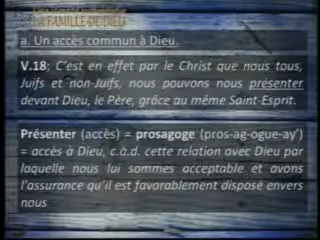 LA FAMILLE DE DIEU
a. Un accès commun à Dieu.
V.18; C'est en effet par le Christ que nous tous,
Juifs et non-Juifs, nous pouvons nous présenter
devant Dieu, le Père, grâce au même Saint-Esprit.
Présenter (accès) = prosagoge (pros-ag-ogue-ay')
= accès à Dieu, c.à.d. cette relation avec Dieu par
laquelle nous lui sommes acceptable et avons
l'assurance qu'il est favorablement disposé envers
nous